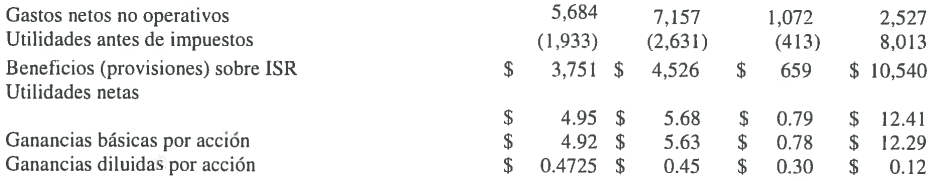 Gastos netos no operativos 5,684 7,157 1,072 2,527
Utilidades antes de impuestos (1,933) (2,631) (413) 8,013
Beneficios (provisiones) sobre ISR $ 3,751 $ 4,526 $ 659 $ 10,540
Utilidades netas
$ 4.95 $ 5.68 $ 0.79 $ 12.41
Ganancias básicas por acción $ 4.92 $ 5.63 $ 0.78 $ 12.29
Ganancias diluidas por acción $ 0.4725 $ 0.45 $ 0.30 $ 0.12